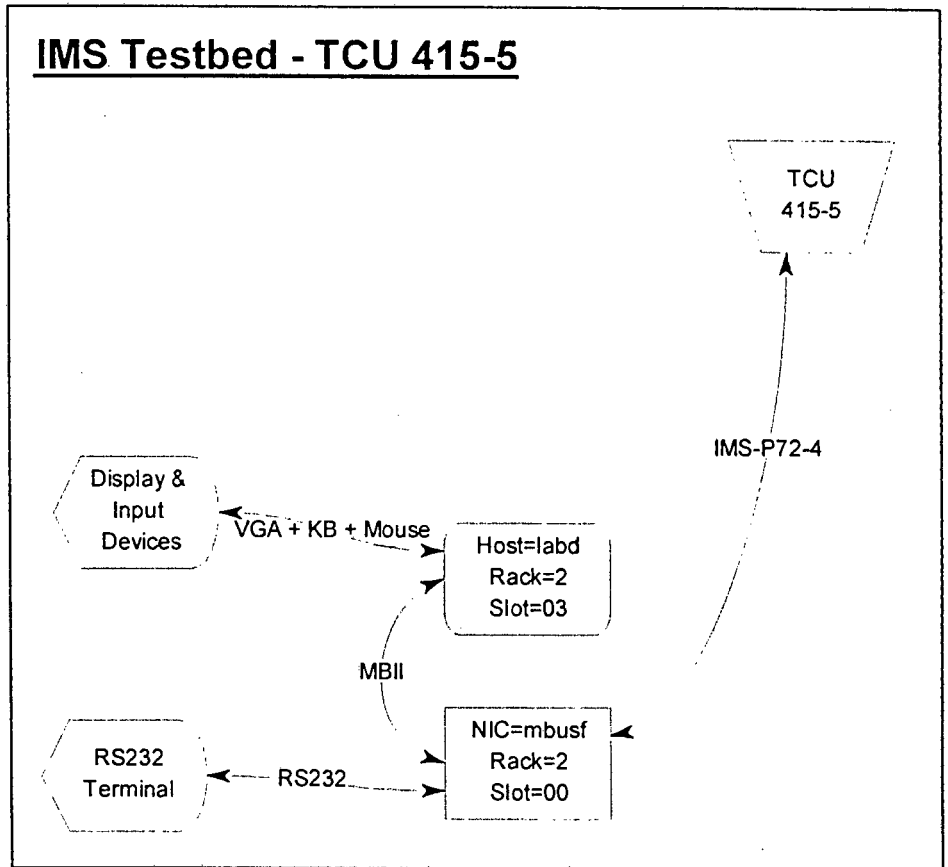 IMS Testbed - TCU 415-5
TCU
415-5
IMS-P72-4
Display &
Input
Devices
VGA + KB + Mouse
Host=labd
Rack=2
Slot=03
MBII
NIC=mbusf
Rack=2
Slot=00
RS232
Terminal
RS232